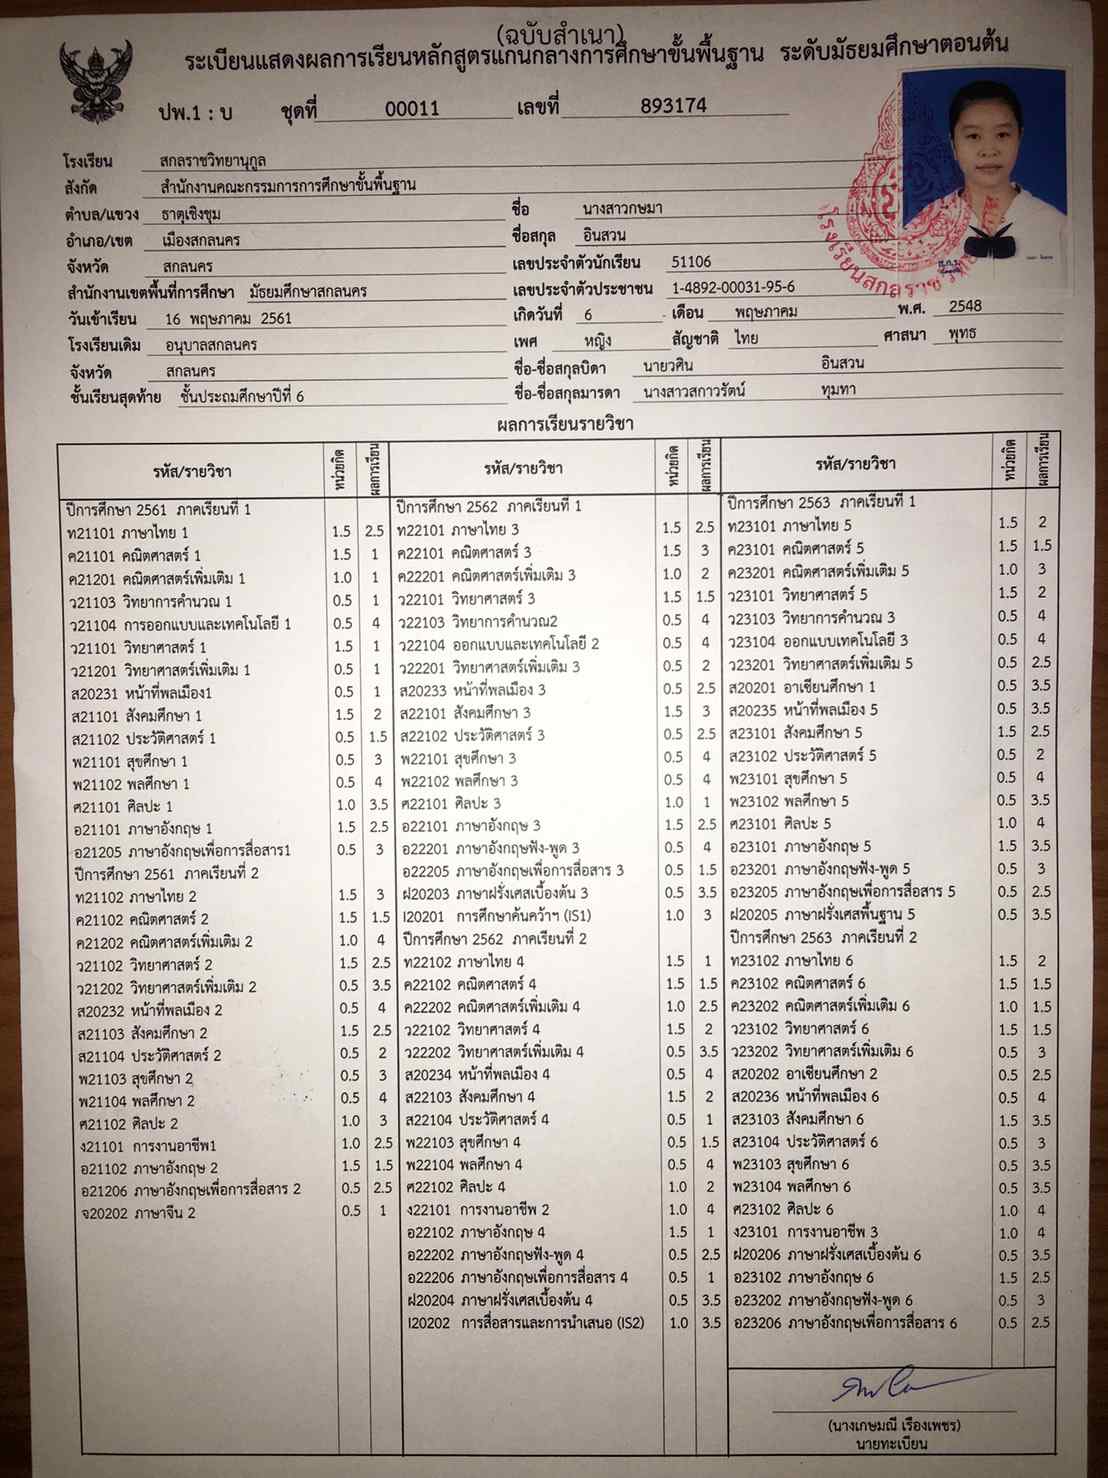 (ฉบับสำเนา)
ระเบียนแสดงผลการเรียนหลักสูตรแกนกลางการศึกษาขั้นพื้นฐาน ระดับมัธยมศึกษาตอนต้น
ปพ.1 : บ ชุดที่ 00011 เลขที่ 893174
โรงเรียน สกลราชวิทยานุกูล
สังกัด สำนักงานคณะกรรมการการศึกษาขั้นพื้นฐาน
ตำบล/แขวง ธาตุเชิงชุม
อำเภอ/เขต เมืองสกลนคร
จังหวัด สกลนคร
สำนักงานเขตพื้นที่การศึกษา มัธยมศึกษาสกลนคร
วันเข้าเรียน 16 พฤษภาคม 2561
โรงเรียนเดิม อนุบาลสกลนคร
จังหวัด สกลนคร
ชั้นเรียนสุดท้าย ชั้นประถมศึกษาปีที่ 6
ชื่อ นางสาวกษมา
ชื่อสกุล อินสวน
เลขประจำตัวนักเรียน 51106
เลขประจำตัวประชาชน 1-4892-00031-95-6
เกิดวันที่ 6 เดือน พฤษภาคม พ.ศ. 2548
เพศ หญิง สัญชาติ ไทย ศาสนา พุทธ
ชื่อ-ชื่อสกุลบิดา นายวศิน อินสวน
ชื่อ-ชื่อสกุลมารดา นางสาวสกาวรัตน์ ทุมทา
โรงเรียนสกลราชวิทยานุกูล
ผลการเรียนรายวิชา
รหัส/รายวิชา หน่วยกิต ผลการเรียน
ปีการศึกษา 2561 ภาคเรียนที่ 1
ท21101 ภาษาไทย 1 1.5 2.5
ค21101 คณิตศาสตร์ 1 1.5 1
ค21201 คณิตศาสตร์เพิ่มเติม 1 1.0 1
ว21103 วิทยาการคำนวณ 1 0.5 1
ว21104 การออกแบบและเทคโนโลยี 1 0.5 4
ว21101 วิทยาศาสตร์ 1 1.5 1
ว21201 วิทยาศาสตร์เพิ่มเติม 1 0.5 1
ส20231 หน้าที่พลเมือง1 0.5 1
ส21101 สังคมศึกษา 1 1.5 2
ส21102 ประวัติศาสตร์ 1 0.5 1.5
พ21101 สุขศึกษา 1 0.5 3
พ21102 พลศึกษา 1 0.5 4
ศ21101 ศิลปะ 1 1.0 3.5
อ21101 ภาษาอังกฤษ 1 1.5 2.5
อ21205 ภาษาอังกฤษเพื่อการสื่อสาร1 0.5 3
ปีการศึกษา 2561 ภาคเรียนที่ 2
ท21102 ภาษาไทย 2 1.5 3
ค21102 คณิตศาสตร์ 2 1.5 1.5
ค21202 คณิตศาสตร์เพิ่มเติม 2 1.0 4
ว21102 วิทยาศาสตร์ 2 1.5 2.5
ว21202 วิทยาศาสตร์เพิ่มเติม 2 0.5 3.5
ส20232 หน้าที่พลเมือง 2 0.5 4
ส21103 สังคมศึกษา 2 1.5 2.5
ส21104 ประวัติศาสตร์ 2 0.5 2
พ21103 สุขศึกษา 2 0.5 3
พ21104 พลศึกษา 2 0.5 4
ศ21102 ศิลปะ 2 1.0 3
ง21101 การงานอาชีพ1 1.0 2.5
อ21102 ภาษาอังกฤษ 2 1.5 1.5
อ21206 ภาษาอังกฤษเพื่อการสื่อสาร 2 0.5 2.5
จ20202 ภาษาจีน 2 0.5 1
รหัส/รายวิชา หน่วยกิต ผลการเรียน
ปีการศึกษา 2562 ภาคเรียนที่ 1
ท22101 ภาษาไทย 3 1.5 2.5
ค22101 คณิตศาสตร์ 3 1.5 3
ค22201 คณิตศาสตร์เพิ่มเติม 3 1.0 2
ว22101 วิทยาศาสตร์ 3 1.5 1.5
ว22103 วิทยาการคำนวณ2 0.5 4
ว22104 ออกแบบและเทคโนโลยี 2 0.5 4
ว22201 วิทยาศาสตร์เพิ่มเติม 3 0.5 2
ส20233 หน้าที่พลเมือง 3 0.5 2.5
ส22101 สังคมศึกษา 3 1.5 3
ส22102 ประวัติศาสตร์ 3 0.5 2.5
พ22101 สุขศึกษา 3 0.5 4
พ22102 พลศึกษา 3 0.5 4
ศ22101 ศิลปะ 3 1.0 1
อ22101 ภาษาอังกฤษ 3 1.5 2.5
อ22201 ภาษาอังกฤษฟัง-พูด 3 0.5 4
อ22205 ภาษาอังกฤษเพื่อการสื่อสาร 3 0.5 1.5
ฝ20203 ภาษาฝรั่งเศสเบื้องต้น 3 0.5 3.5
I20201 การศึกษาค้นคว้าฯ (IS1) 1.0 3
ปีการศึกษา 2562 ภาคเรียนที่ 2
ท22102 ภาษาไทย 4 1.5 1
ค22102 คณิตศาสตร์ 4 1.5 1.5
ค22202 คณิตศาสตร์เพิ่มเติม 4 1.0 2.5
ว22102 วิทยาศาสตร์ 4 1.5 2
ว22202 วิทยาศาสตร์เพิ่มเติม 4 0.5 3.5
ส20234 หน้าที่พลเมือง 4 0.5 4
ส22103 สังคมศึกษา 4 1.5 2
ส22104 ประวัติศาสตร์ 4 0.5 1
พ22103 สุขศึกษา 4 0.5 1.5
พ22104 พลศึกษา 4 0.5 4
ศ22102 ศิลปะ 4 1.0 2
ง22101 การงานอาชีพ 2 1.0 4
อ22102 ภาษาอังกฤษ 4 1.5 1
อ22202 ภาษาอังกฤษฟัง-พูด 4 0.5 2.5
อ22206 ภาษาอังกฤษเพื่อการสื่อสาร 4 0.5 1
ฝ20204 ภาษาฝรั่งเศสเบื้องต้น 4 0.5 3.5
I20202 การสื่อสารและการนำเสนอ (IS2) 1.0 3.5
รหัส/รายวิชา หน่วยกิต ผลการเรียน
ปีการศึกษา 2563 ภาคเรียนที่ 1
ท23101 ภาษาไทย 5 1.5 2
ค23101 คณิตศาสตร์ 5 1.5 1.5
ค23201 คณิตศาสตร์เพิ่มเติม 5 1.0 3
ว23101 วิทยาศาสตร์ 5 1.5 2
ว23103 วิทยาการคำนวณ 3 0.5 4
ว23104 ออกแบบเทคโนโลยี 3 0.5 4
ว23201 วิทยาศาสตร์เพิ่มเติม 5 0.5 2.5
ส20201 อาเซียนศึกษา 1 0.5 3.5
ส20235 หน้าที่พลเมือง 5 0.5 3.5
ส23101 สังคมศึกษา 5 1.5 2.5
ส23102 ประวัติศาสตร์ 5 0.5 2
พ23101 สุขศึกษา 5 0.5 4
พ23102 พลศึกษา 5 0.5 3.5
ศ23101 ศิลปะ 5 1.0 4
อ23101 ภาษาอังกฤษ 5 1.5 3.5
อ23201 ภาษาอังกฤษฟัง-พูด 5 0.5 3
อ23205 ภาษาอังกฤษเพื่อการสื่อสาร 5 0.5 2.5
ฝ20205 ภาษาฝรั่งเศสพื้นฐาน 5 0.5 3.5
ปีการศึกษา 2563 ภาคเรียนที่ 2
ท23102 ภาษาไทย 6 1.5 2
ค23102 คณิตศาสตร์ 6 1.5 1.5
ค23202 คณิตศาสตร์เพิ่มเติม 6 1.0 1.5
ว23102 วิทยาศาสตร์ 6 1.5 1.5
ว23202 วิทยาศาสตร์เพิ่มเติม 6 0.5 3
ส20202 อาเซียนศึกษา 2 0.5 2.5
ส20236 หน้าที่พลเมือง 6 0.5 4
ส23103 สังคมศึกษา 6 1.5 3.5
ส23104 ประวัติศาสตร์ 6 0.5 3
พ23103 สุขศึกษา 6 0.5 3.5
พ23104 พลศึกษา 6 0.5 3.5
ศ23102 ศิลปะ 6 1.0 4
ง23101 การงานอาชีพ 3 1.0 4
ฝ20206 ภาษาฝรั่งเศสเบื้องต้น 6 0.5 3.5
อ23102 ภาษาอังกฤษ 6 1.5 2.5
อ23202 ภาษาอังกฤษฟัง-พูด 6 0.5 3
อ23206 ภาษาอังกฤษเพื่อการสื่อสาร 6 0.5 2.5
(นางเกษมณี เรืองเพชร)
นายทะเบียน